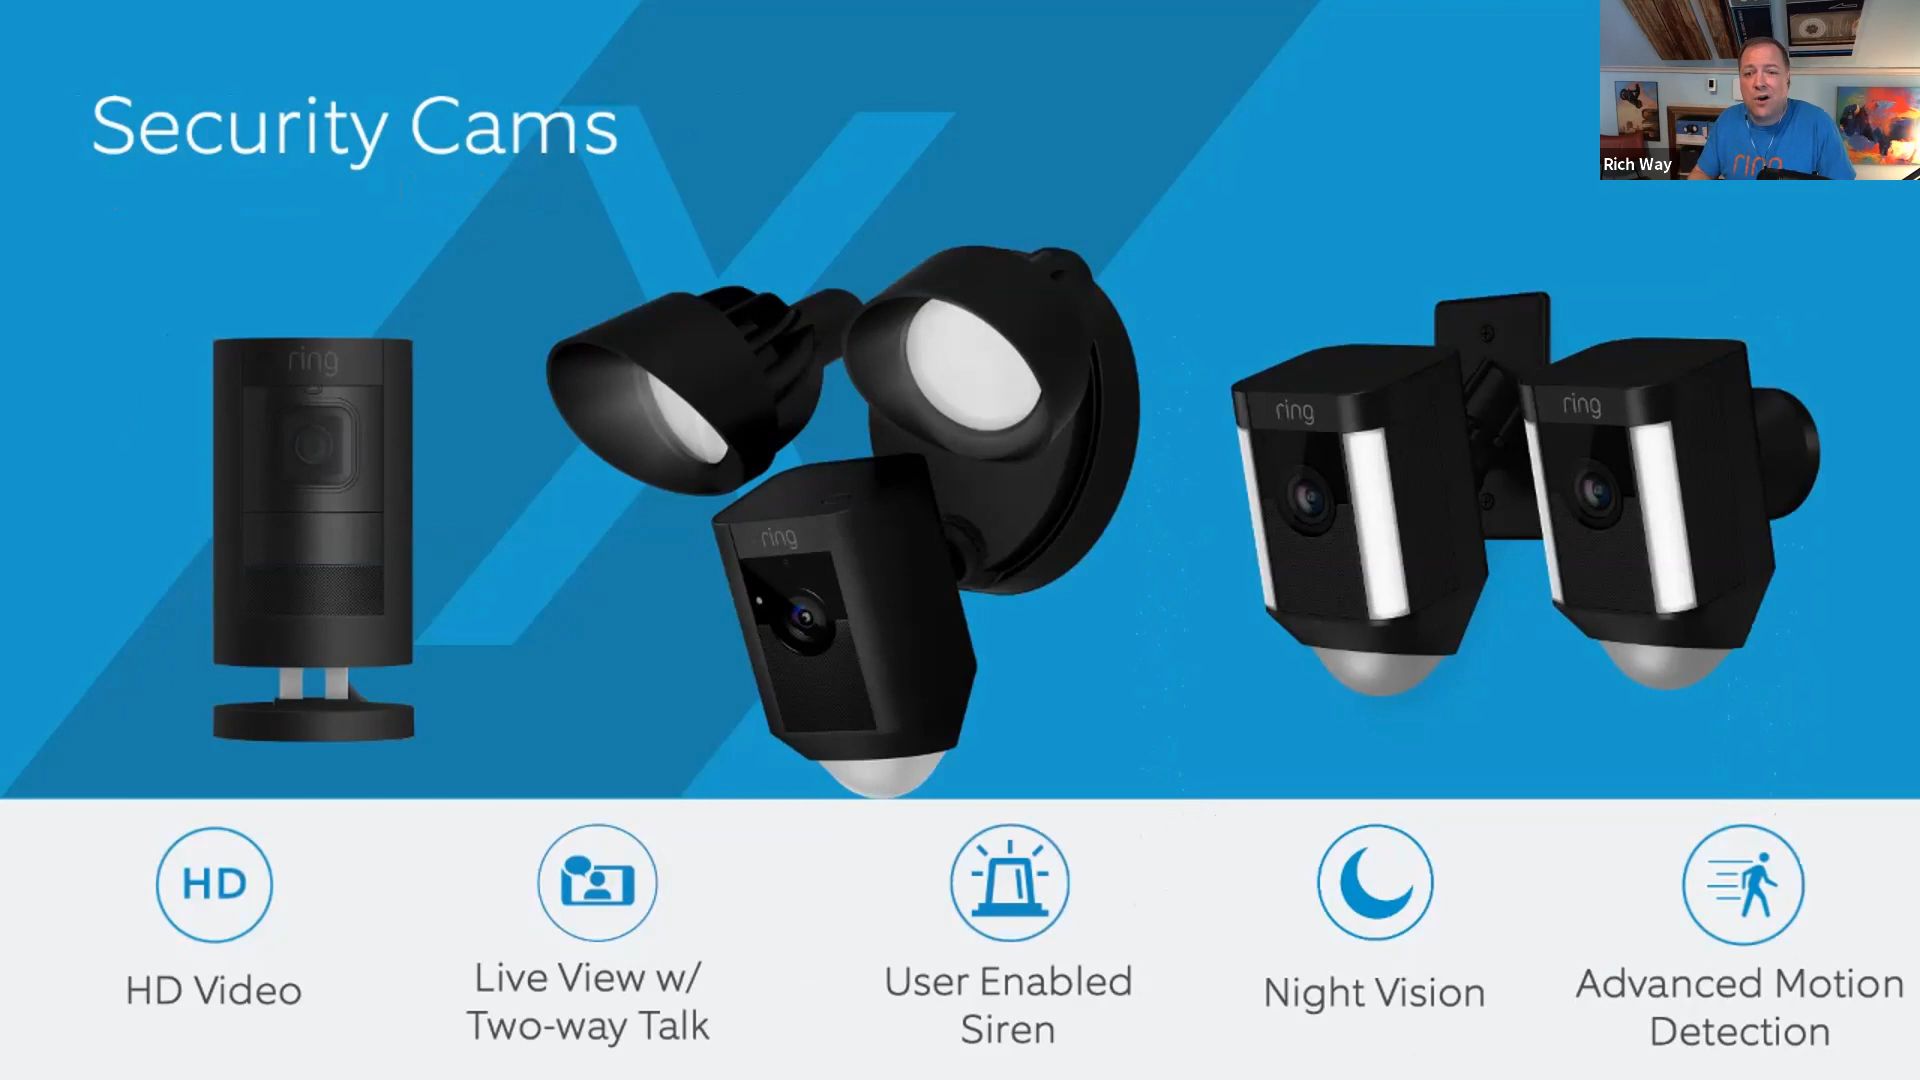 Security Cams
Rich Way
ring
ring
ring
ring
ring
HD
HD Video
Live View w/
Two-way Talk
User Enabled
Siren
Night Vision
Advanced Motion
Detection